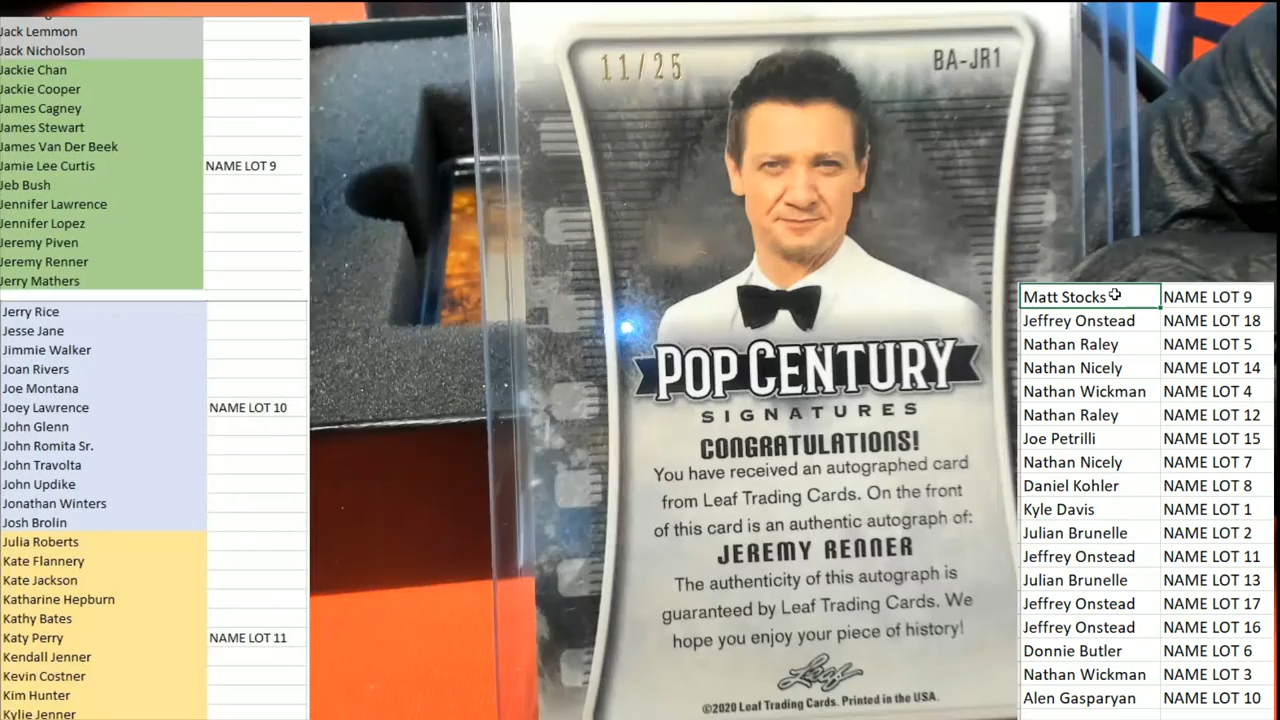 Jack Lemmon
Jack Nicholson
Jackie Chan
Jackie Cooper
James Cagney
James Stewart
James Van Der Beek
Jamie Lee Curtis NAME LOT 9
Jeb Bush
Jennifer Lawrence
Jennifer Lopez
Jeremy Piven
Jeremy Renner
Jerry Mathers
Jerry Rice
Jesse Jane
Jimmie Walker
Joan Rivers
Joe Montana
Joey Lawrence NAME LOT 10
John Glenn
John Romita Sr.
John Travolta
John Updike
Jonathan Winters
Josh Brolin
Julia Roberts
Kate Flannery
Kate Jackson
Katharine Hepburn
Kathy Bates
Katy Perry NAME LOT 11
Kendall Jenner
Kevin Costner
Kim Hunter
Kylie Jenner
11/25
BA-JR1
POP CENTURY
SIGNATURES
CONGRATULATIONS!
You have received an autographed card
from Leaf Trading Cards. On the front
of this card is an authentic autograph of:
JEREMY RENNER
The authenticity of this autograph is
guaranteed by Leaf Trading Cards. We
hope you enjoy your piece of history!
Leaf
©2020 Leaf Trading Cards. Printed in the USA.
Matt Stocks NAME LOT 9
Jeffrey Onstead NAME LOT 18
Nathan Raley NAME LOT 5
Nathan Nicely NAME LOT 14
Nathan Wickman NAME LOT 4
Nathan Raley NAME LOT 12
Joe Petrilli NAME LOT 15
Nathan Nicely NAME LOT 7
Daniel Kohler NAME LOT 8
Kyle Davis NAME LOT 1
Julian Brunelle NAME LOT 2
Jeffrey Onstead NAME LOT 11
Julian Brunelle NAME LOT 13
Jeffrey Onstead NAME LOT 17
Jeffrey Onstead NAME LOT 16
Donnie Butler NAME LOT 6
Nathan Wickman NAME LOT 3
Alen Gasparyan NAME LOT 10